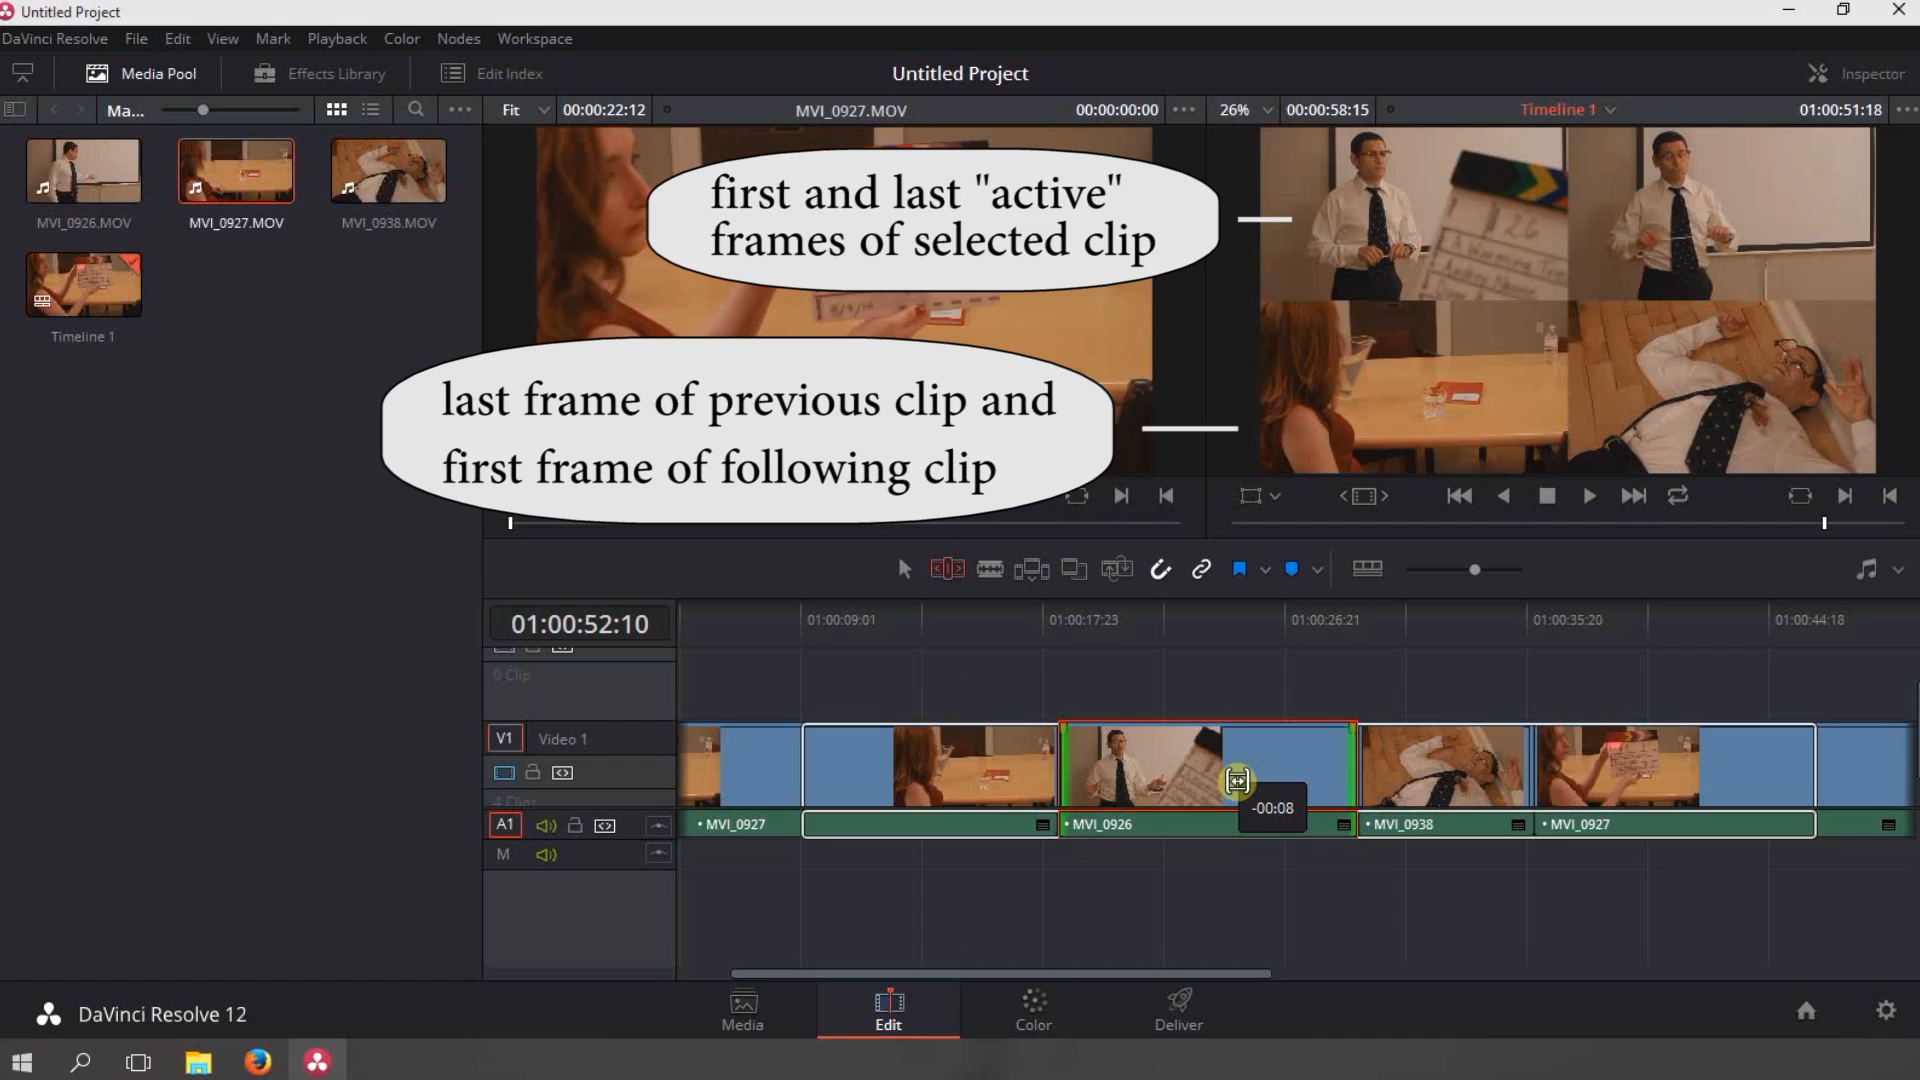 Untitled Project
DaVinci Resolve File Edit View Mark Playback Color Nodes Workspace
Media Pool Effects Library Edit Index Untitled Project Inspector
Ma... Fit 00:00:22:12 MVI_0927.MOV 00:00:00:00 26% 00:00:58:15 Timeline 1 01:00:51:18
first and last "active"
frames of selected clip
MVI_0926.MOV MVI_0927.MOV MVI_0938.MOV
Timeline 1
last frame of previous clip and
first frame of following clip
01:00:52:10 01:00:09:01 01:00:17:23 01:00:26:21 01:00:35:20 01:00:44:18
0 Clip
V1 Video 1
4 Clips
-00:08
A1 • MVI_0927 • MVI_0926 • MVI_0938 • MVI_0927
M
DaVinci Resolve 12 Media Edit Color Deliver